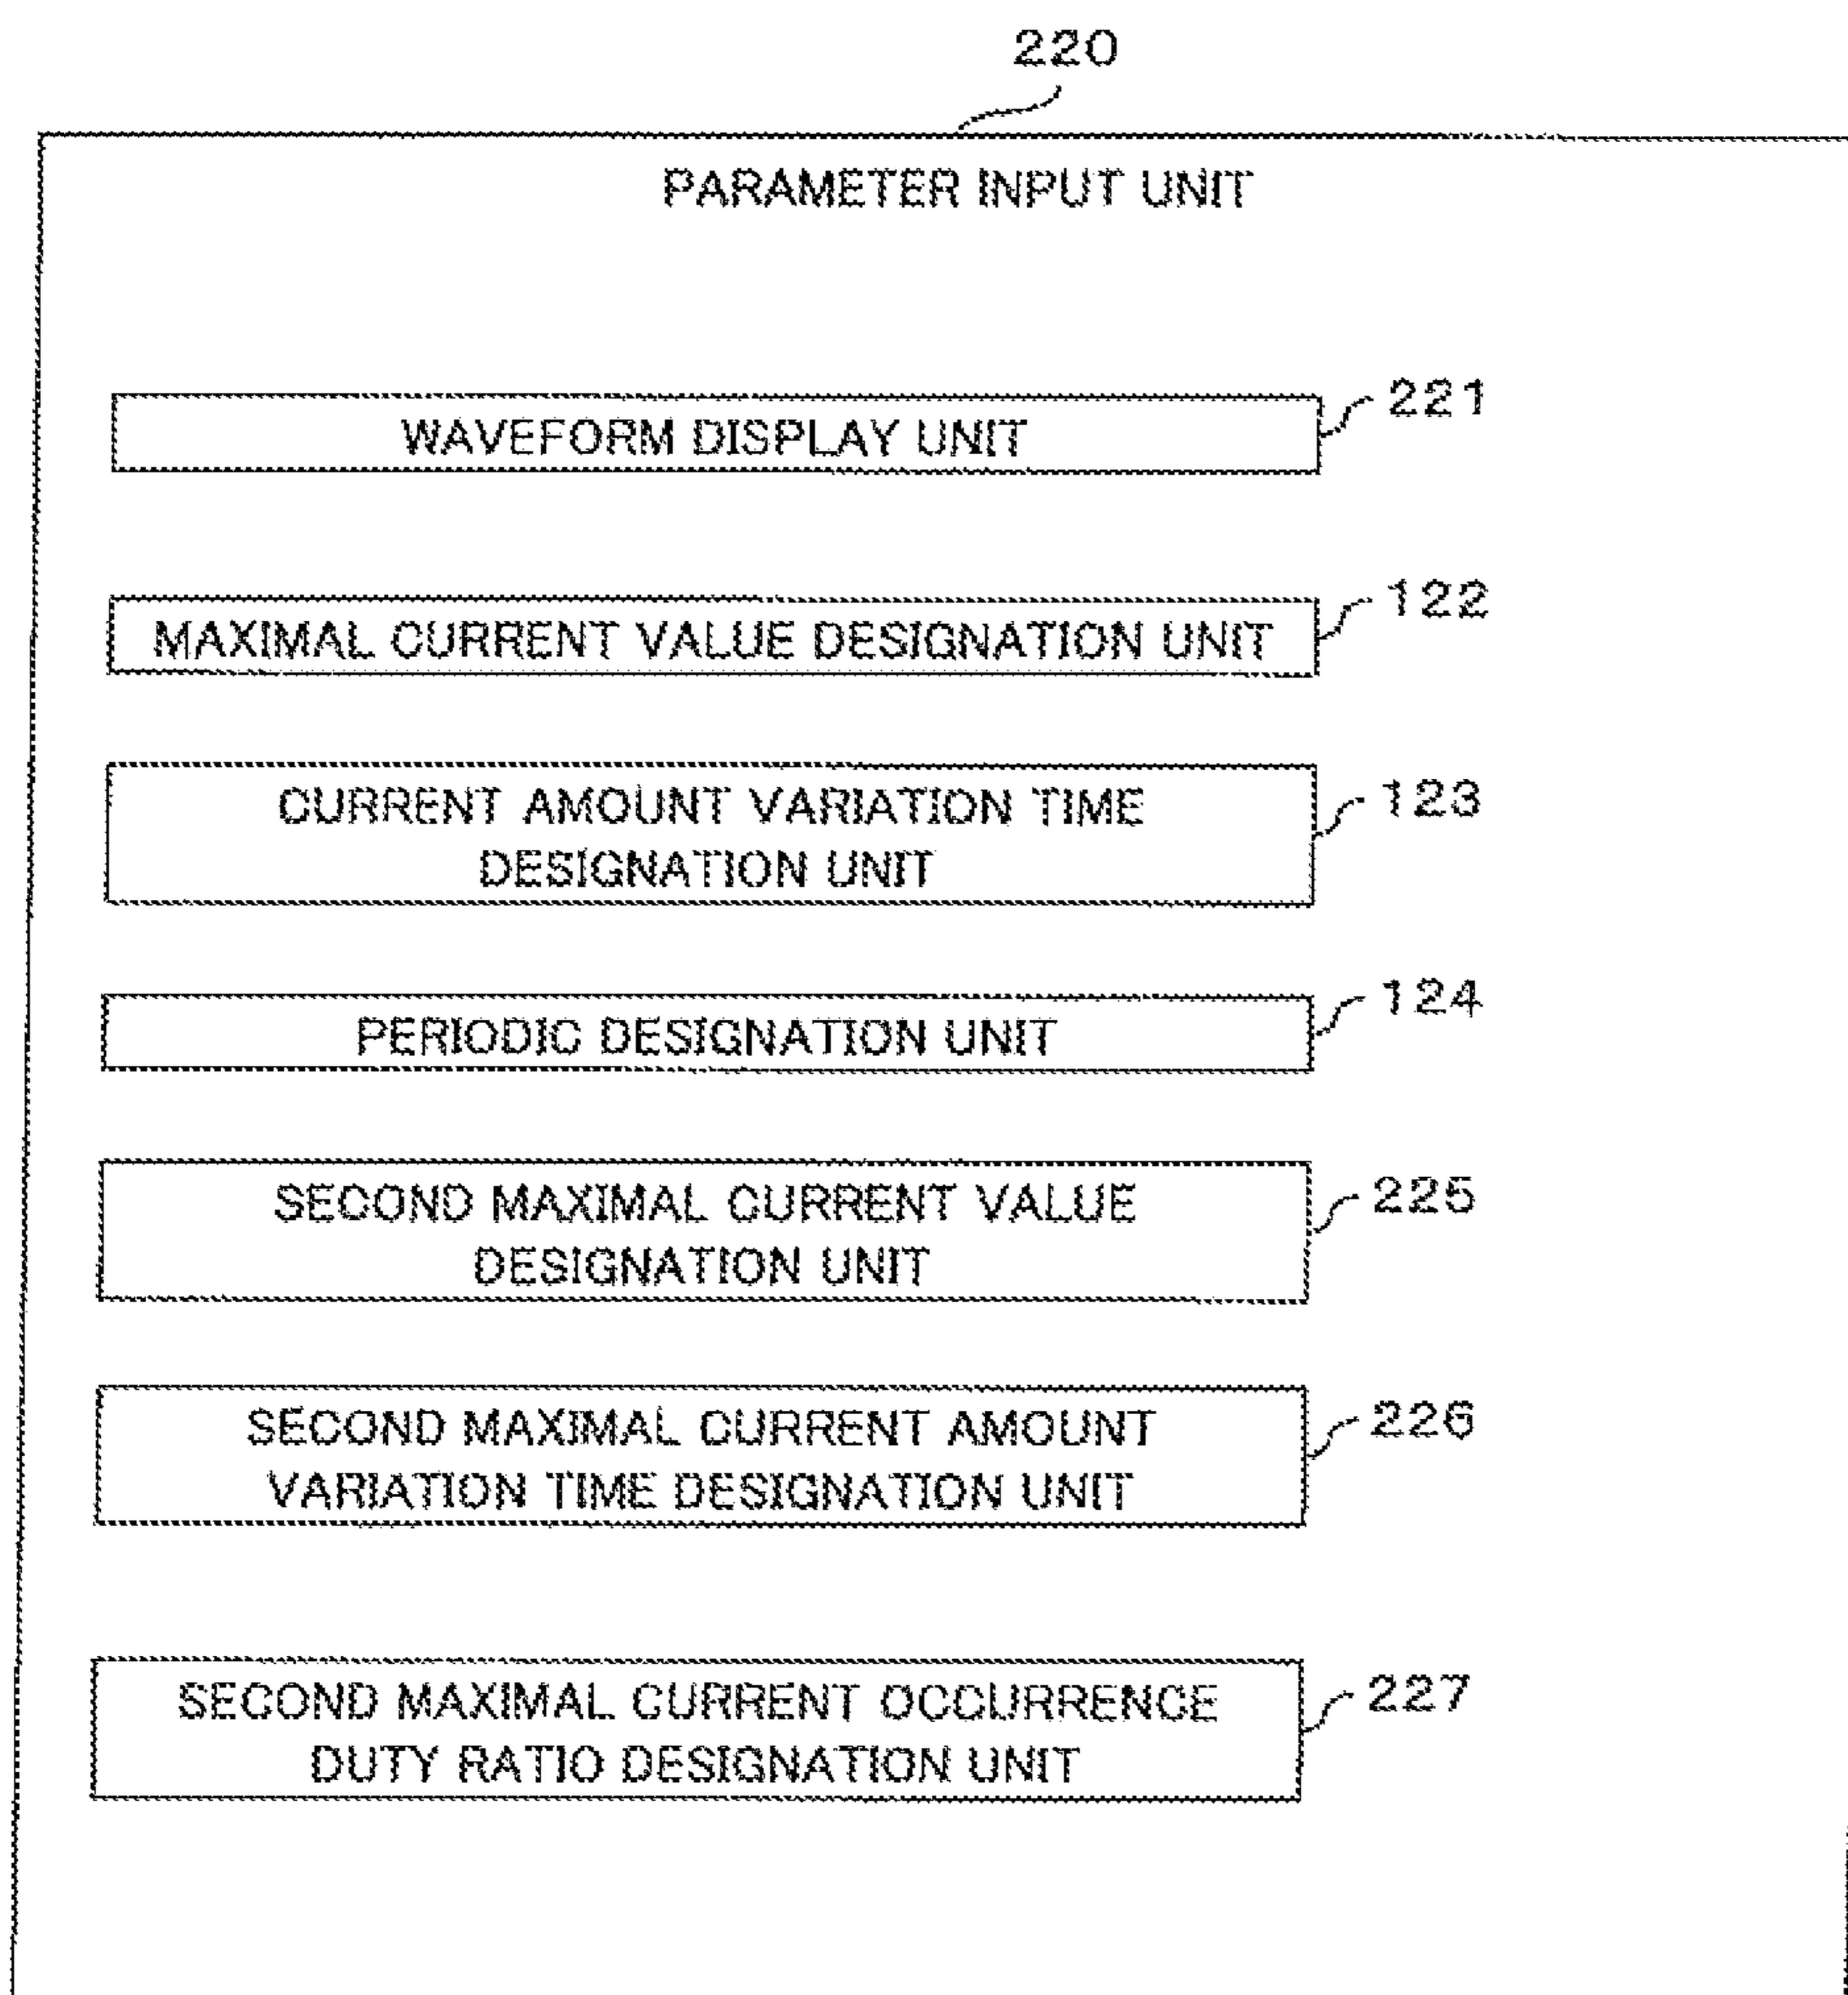 220
PARAMETER INPUT UNIT
WAVEFORM DISPLAY UNIT
221
MAXIMAL CURRENT VALUE DESIGNATION UNIT
122
CURRENT AMOUNT VARIATION TIME
DESIGNATION UNIT
123
PERIODIC DESIGNATION UNIT
124
SECOND MAXIMAL CURRENT VALUE
DESIGNATION UNIT
225
SECOND MAXIMAL CURRENT AMOUNT
VARIATION TIME DESIGNATION UNIT
226
SECOND MAXIMAL CURRENT OCCURRENCE
DUTY RATIO DESIGNATION UNIT
227